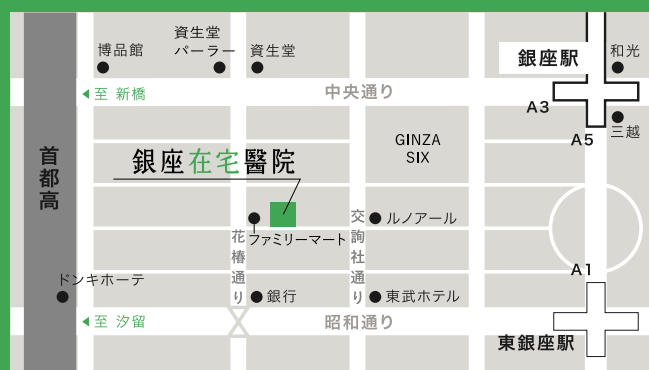 博品館
資生堂
パーラー
資生堂
銀座駅
和光
至 新橋
中央通り
A3
三越
A5
GINZA
SIX
首都高
銀座在宅醫院
ルノアール
ファミリーマート
花椿通り
交詢社通り
A1
ドンキホーテ
銀行
東武ホテル
至 汐留
昭和通り
東銀座駅